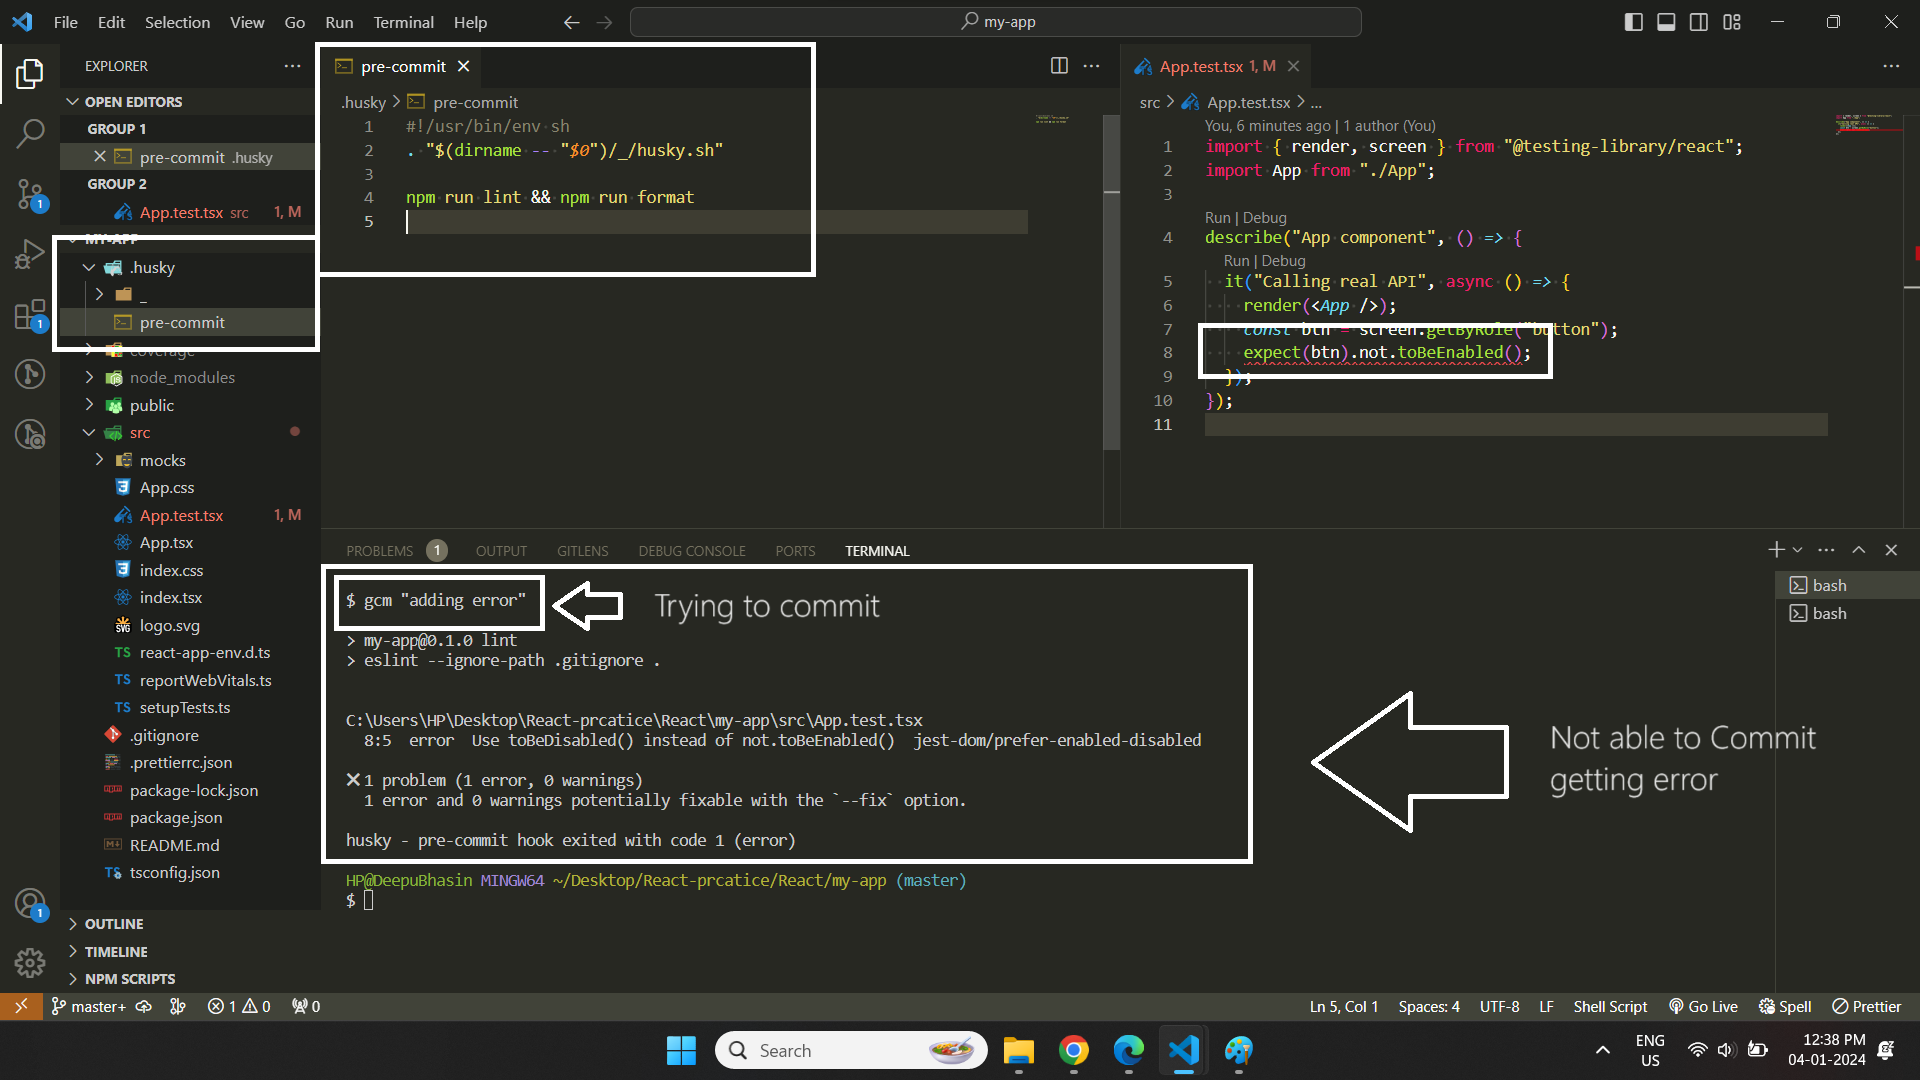 File Edit Selection View Go Run Terminal Help
my-app
EXPLORER
OPEN EDITORS
GROUP 1
pre-commit .husky
GROUP 2
App.test.tsx src 1, M
MY-APP
.husky
_
pre-commit
coverage
node_modules
public
src
mocks
App.css
App.test.tsx 1, M
App.tsx
index.css
index.tsx
logo.svg
TS react-app-env.d.ts
TS reportWebVitals.ts
TS setupTests.ts
.gitignore
.prettierrc.json
package-lock.json
package.json
README.md
tsconfig.json
OUTLINE
TIMELINE
NPM SCRIPTS
pre-commit
.husky > pre-commit
1 #!/usr/bin/env sh
2 . "$(dirname -- "$0")/_/husky.sh"
3
4 npm run lint && npm run format
5
App.test.tsx 1, M
src > App.test.tsx > ...
You, 6 minutes ago | 1 author (You)
1 import { render, screen } from "@testing-library/react";
2 import App from "./App";
3
Run | Debug
4 describe("App component", () => {
Run | Debug
5 it("Calling real API", async () => {
6 render(<App />);
7 const btn = screen.getByRole("button");
8 expect(btn).not.toBeEnabled();
9 });
10 });
11
PROBLEMS 1 OUTPUT GITLENS DEBUG CONSOLE PORTS TERMINAL
$ gcm "adding error"
Trying to commit
> my-app@0.1.0 lint
> eslint --ignore-path .gitignore .
C:\Users\HP\Desktop\React-prcatice\React\my-app\src\App.test.tsx
8:5 error Use toBeDisabled() instead of not.toBeEnabled() jest-dom/prefer-enabled-disabled
✕ 1 problem (1 error, 0 warnings)
1 error and 0 warnings potentially fixable with the `--fix` option.
husky - pre-commit hook exited with code 1 (error)
HP@DeepuBhasin MINGW64 ~/Desktop/React-prcatice/React/my-app (master)
$
Not able to Commit
getting error
bash
bash
master+ 1 0 0
Ln 5, Col 1 Spaces: 4 UTF-8 LF Shell Script Go Live Spell Prettier
Search
ENG
US
12:38 PM
04-01-2024